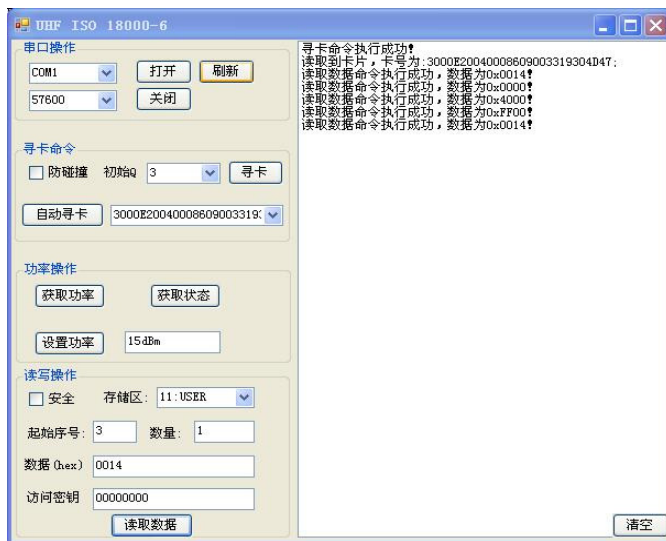 UHF ISO 18000-6
串口操作
COM1
打开
刷新
57600
关闭
寻卡命令
防碰撞
初始Q
3
寻卡
自动寻卡
3000E20040008609003319
功率操作
获取功率
获取状态
设置功率
15dBm
读写操作
安全
存储区:
11:USER
起始序号:
3
数量:
1
数据(hex)
0014
访问密钥
00000000
读取数据
寻卡命令执行成功!
读取到卡片，卡号为:3000E20040008609003319304D47;
读取数据命令执行成功，数据为0x0014!
读取数据命令执行成功，数据为0x0000!
读取数据命令执行成功，数据为0x4000!
读取数据命令执行成功，数据为0xFF00!
读取数据命令执行成功，数据为0x0014!
清空